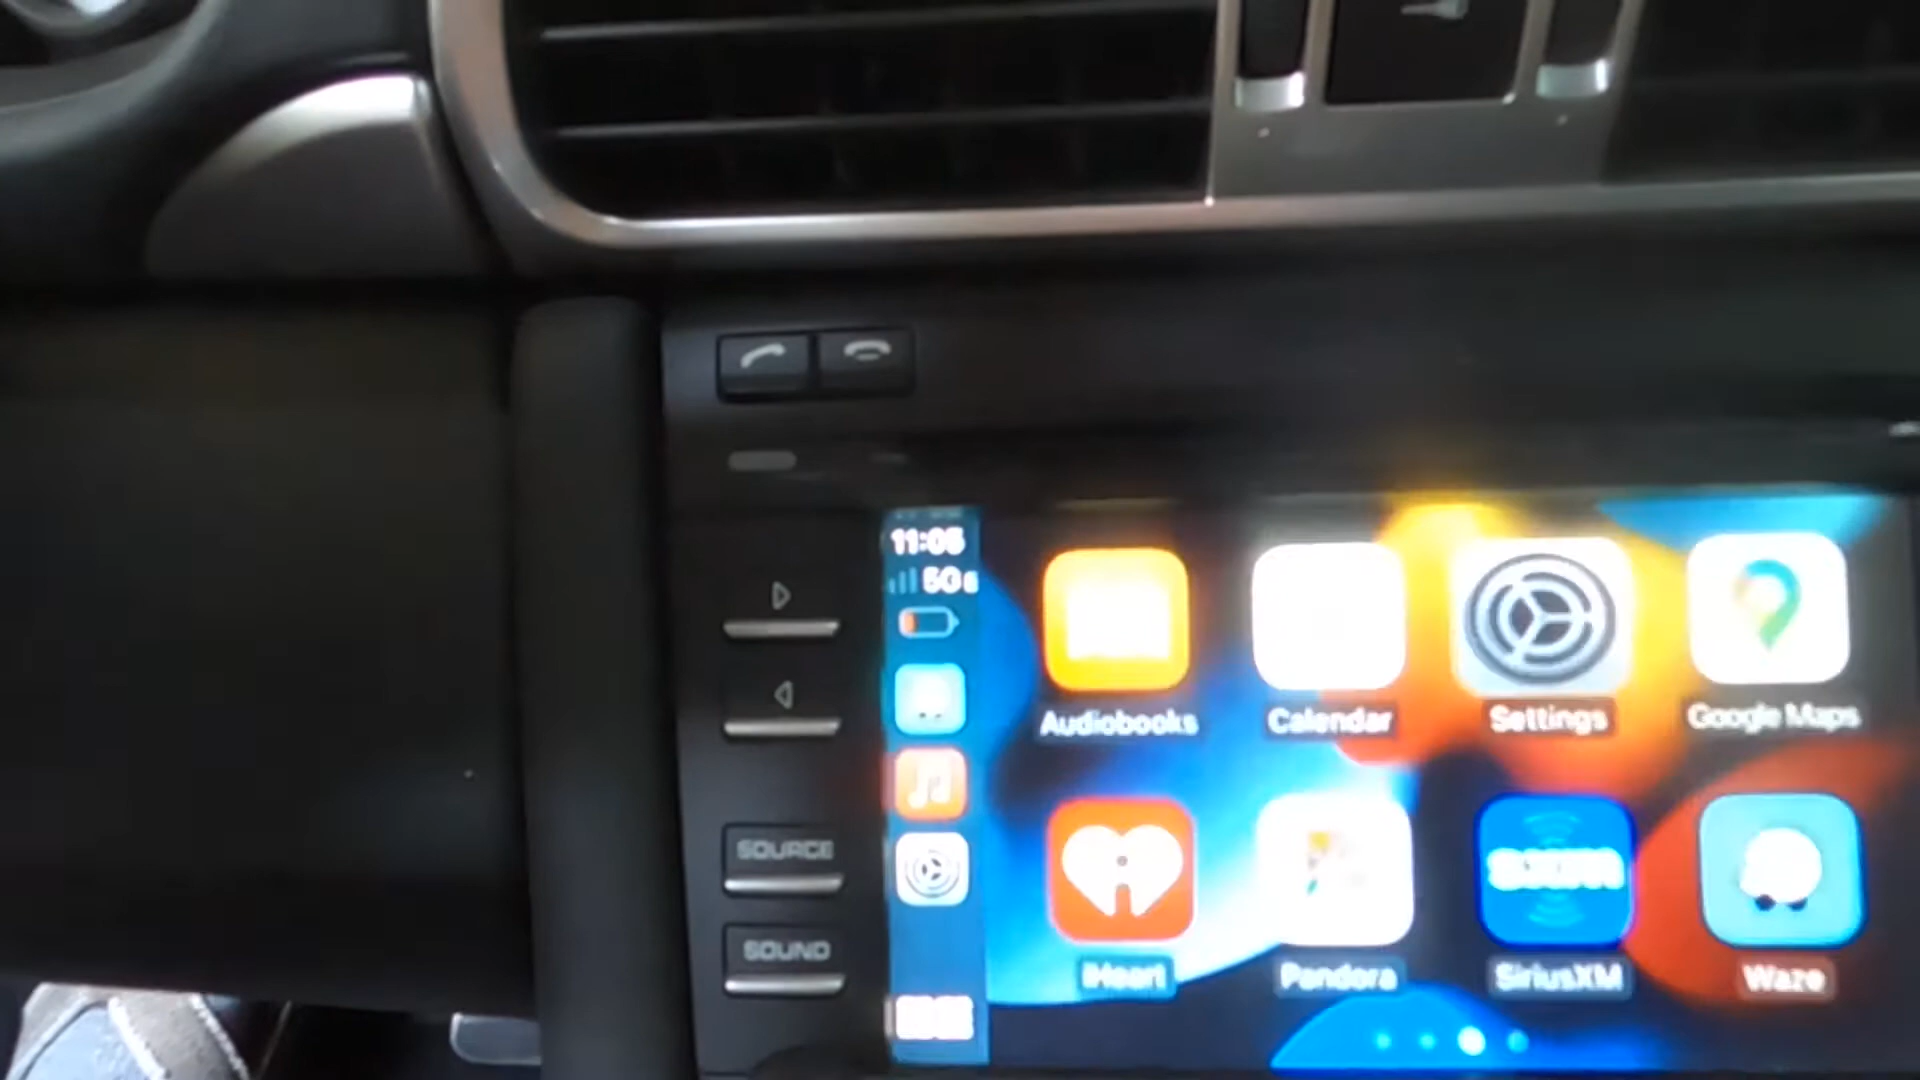 11:05
5G
Audiobooks
Calendar
Settings
Google Maps
SOURCE
SOUND
iHeart
Pandora
SiriusXM
Waze